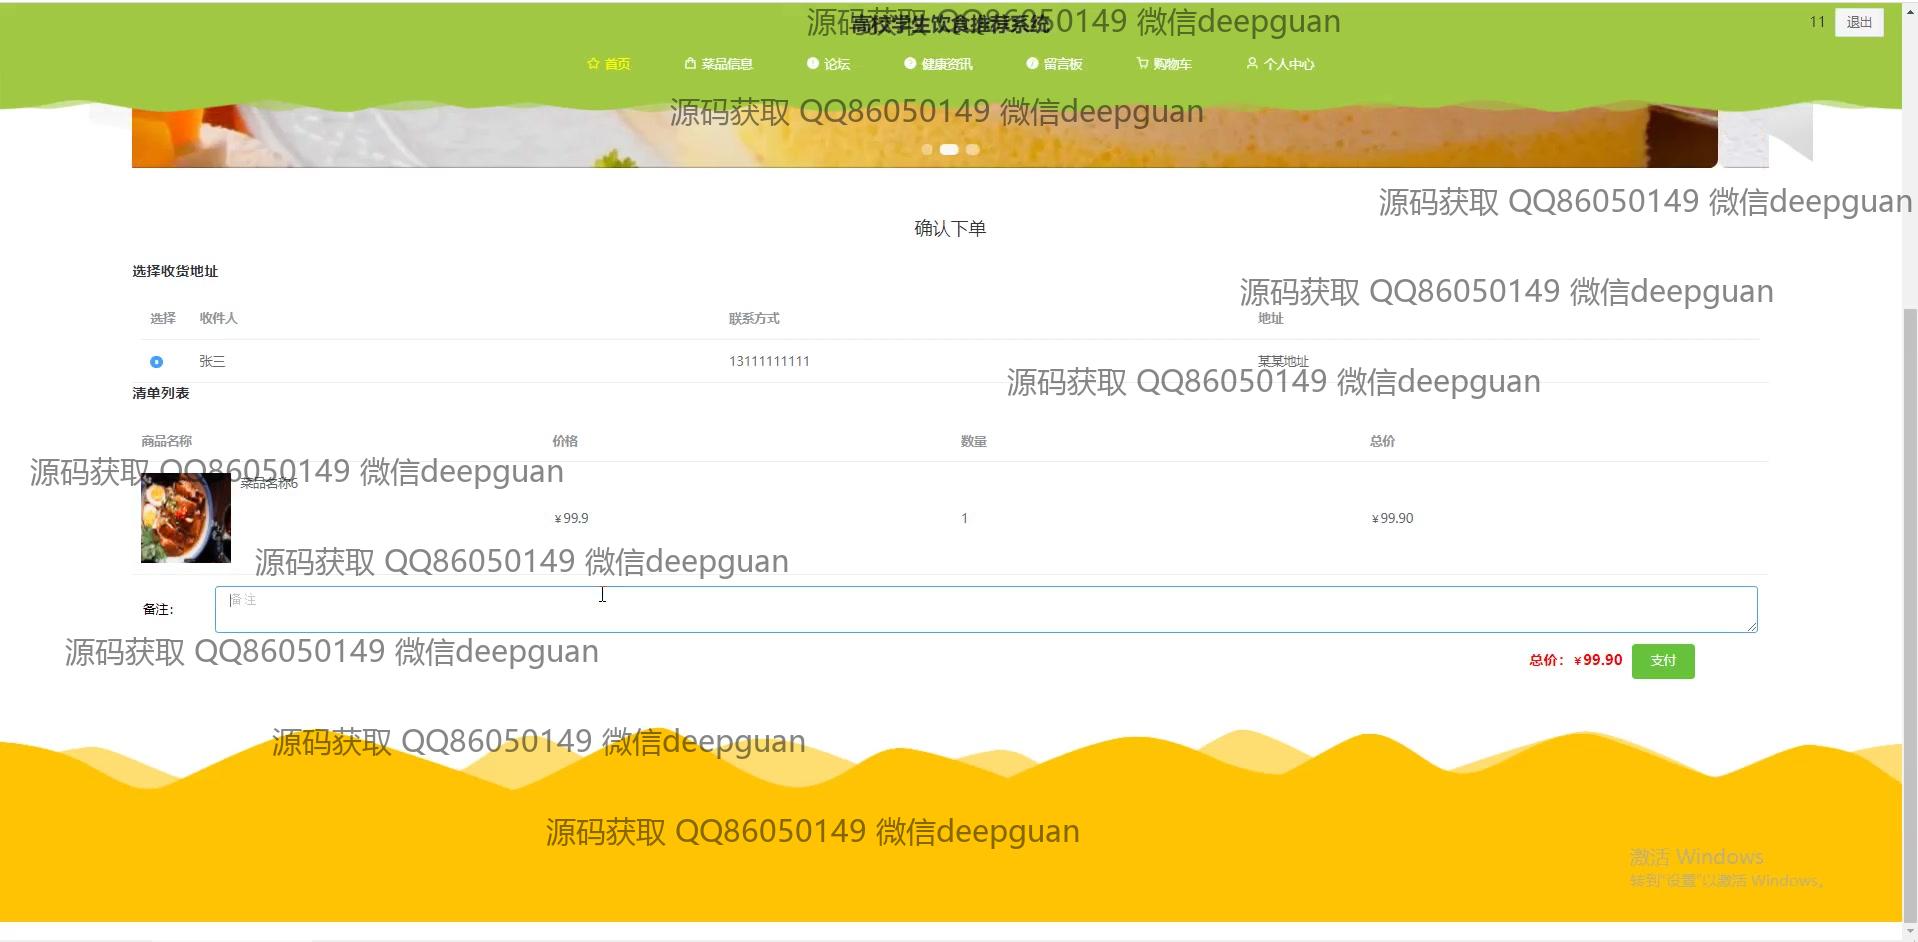 源码获取 QQ86050149 微信deepguan
高校学生饮食推荐系统
11 退出
首页 菜品信息 论坛 健康资讯 留言板 购物车 个人中心
源码获取 QQ86050149 微信deepguan
源码获取 QQ86050149 微信deepguan
确认下单
选择收货地址
源码获取 QQ86050149 微信deepguan
选择 收件人 联系方式 地址
张三 13111111111 某某地址
源码获取 QQ86050149 微信deepguan
清单列表
商品名称 价格 数量 总价
源码获取 QQ86050149 微信deepguan
菜品名称6
¥99.9 1 ¥99.90
源码获取 QQ86050149 微信deepguan
备注: 备注
源码获取 QQ86050149 微信deepguan
总价: ¥99.90 支付
源码获取 QQ86050149 微信deepguan
源码获取 QQ86050149 微信deepguan
激活 Windows
转到"设置"以激活 Windows。